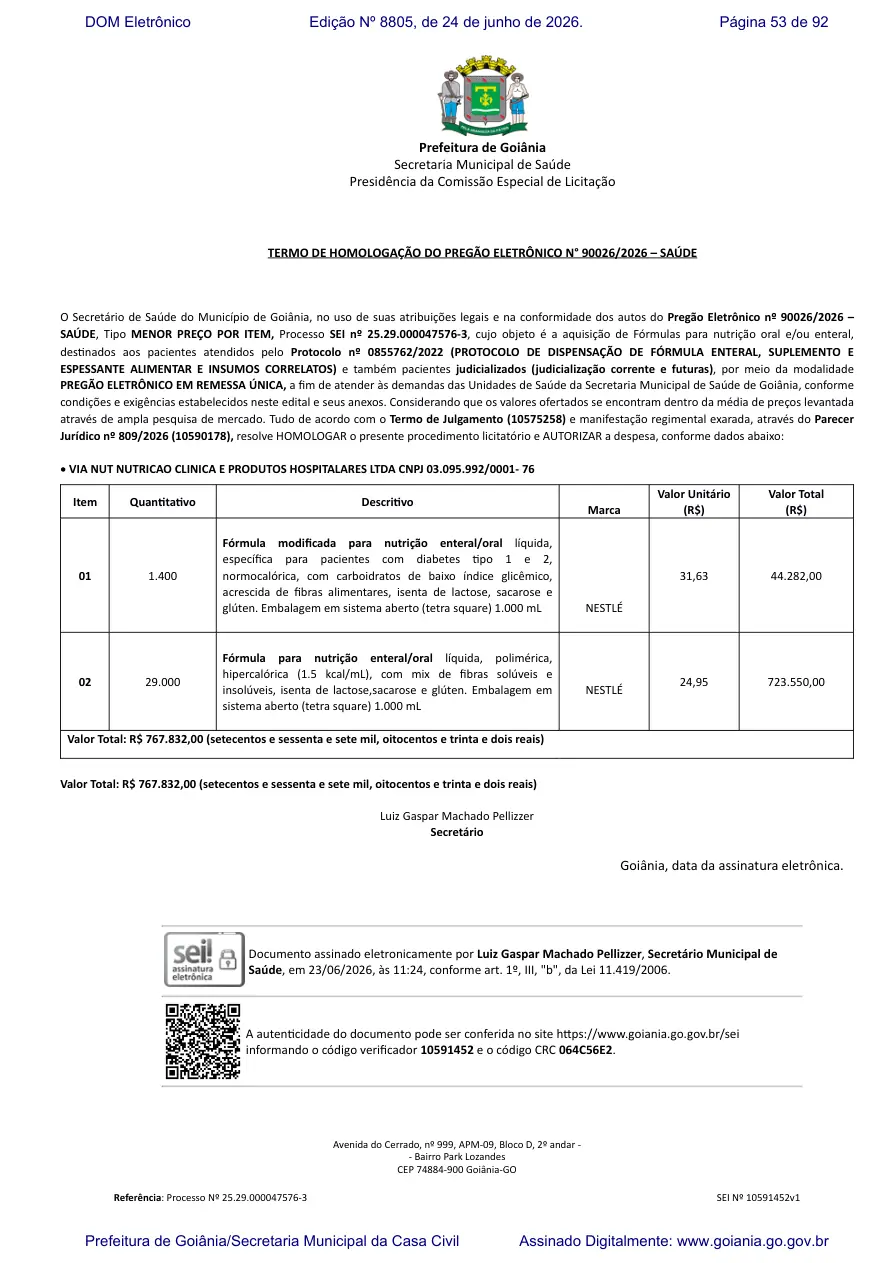 DOM Eletrônico Edição Nº 8805, de 24 de junho de 2026. Página 53 de 92
Prefeitura de Goiânia
Secretaria Municipal de Saúde
Presidência da Comissão Especial de Licitação
TERMO DE HOMOLOGAÇÃO DO PREGÃO ELETRÔNICO N° 90026/2026 – SAÚDE
O Secretário de Saúde do Município de Goiânia, no uso de suas atribuições legais e na conformidade dos autos do Pregão Eletrônico nº 90026/2026 –
SAÚDE, Tipo MENOR PREÇO POR ITEM, Processo SEI nº 25.29.000047576-3, cujo objeto é a aquisição de Fórmulas para nutrição oral e/ou enteral,
destinados aos pacientes atendidos pelo Protocolo nº 0855762/2022 (PROTOCOLO DE DISPENSAÇÃO DE FÓRMULA ENTERAL, SUPLEMENTO E
ESPESSANTE ALIMENTAR E INSUMOS CORRELATOS) e também pacientes judicializados (judicialização corrente e futuras), por meio da modalidade
PREGÃO ELETRÔNICO EM REMESSA ÚNICA, a fim de atender às demandas das Unidades de Saúde da Secretaria Municipal de Saúde de Goiânia, conforme
condições e exigências estabelecidos neste edital e seus anexos. Considerando que os valores ofertados se encontram dentro da média de preços levantada
através de ampla pesquisa de mercado. Tudo de acordo com o Termo de Julgamento (10575258) e manifestação regimental exarada, através do Parecer
Jurídico nº 809/2026 (10590178), resolve HOMOLOGAR o presente procedimento licitatório e AUTORIZAR a despesa, conforme dados abaixo:
• VIA NUT NUTRICAO CLINICA E PRODUTOS HOSPITALARES LTDA CNPJ 03.095.992/0001- 76
Item Quantitativo Descritivo Marca Valor Unitário (R$) Valor Total (R$)
01 1.400
Fórmula modificada para nutrição enteral/oral líquida,
específica para pacientes com diabetes tipo 1 e 2,
normocalórica, com carboidratos de baixo índice glicêmico,
acrescida de fibras alimentares, isenta de lactose, sacarose e
glúten. Embalagem em sistema aberto (tetra square) 1.000 mL
NESTLÉ 31,63 44.282,00
02 29.000
Fórmula para nutrição enteral/oral líquida, polimérica,
hipercalórica (1.5 kcal/mL), com mix de fibras solúveis e
insolúveis, isenta de lactose,sacarose e glúten. Embalagem em
sistema aberto (tetra square) 1.000 mL
NESTLÉ 24,95 723.550,00
Valor Total: R$ 767.832,00 (setecentos e sessenta e sete mil, oitocentos e trinta e dois reais)
Valor Total: R$ 767.832,00 (setecentos e sessenta e sete mil, oitocentos e trinta e dois reais)
Luiz Gaspar Machado Pellizzer
Secretário
Goiânia, data da assinatura eletrônica.
sei!
assinatura
eletrônica
Documento assinado eletronicamente por Luiz Gaspar Machado Pellizzer, Secretário Municipal de
Saúde, em 23/06/2026, às 11:24, conforme art. 1º, III, "b", da Lei 11.419/2006.
A autenticidade do documento pode ser conferida no site https://www.goiania.go.gov.br/sei
informando o código verificador 10591452 e o código CRC 064C56E2.
Avenida do Cerrado, nº 999, APM-09, Bloco D, 2º andar -
- Bairro Park Lozandes
CEP 74884-900 Goiânia-GO
Referência: Processo Nº 25.29.000047576-3 SEI Nº 10591452v1
Prefeitura de Goiânia/Secretaria Municipal da Casa Civil Assinado Digitalmente: www.goiania.go.gov.br